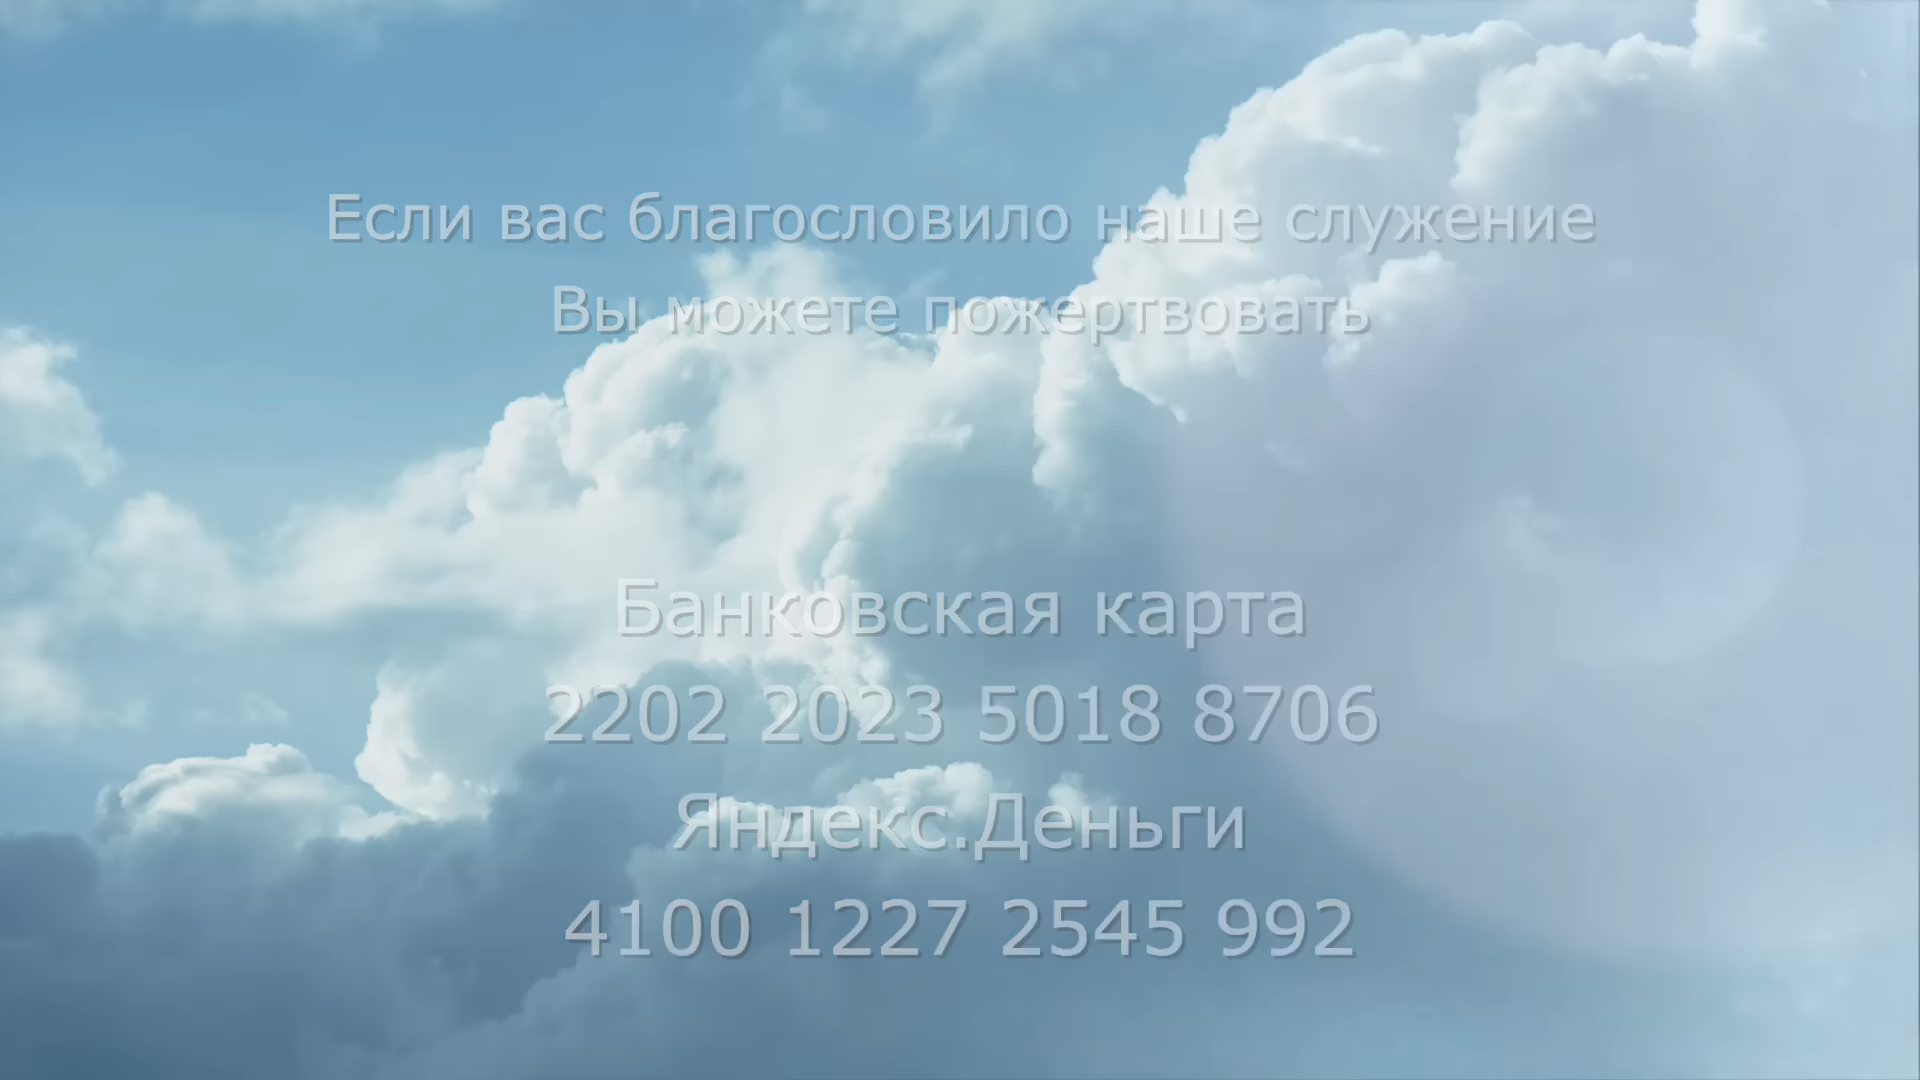 Если вас благословило наше служение
Вы можете пожертвовать
Банковская карта
2202 2023 5018 8706
Яндекс.Деньги
4100 1227 2545 992